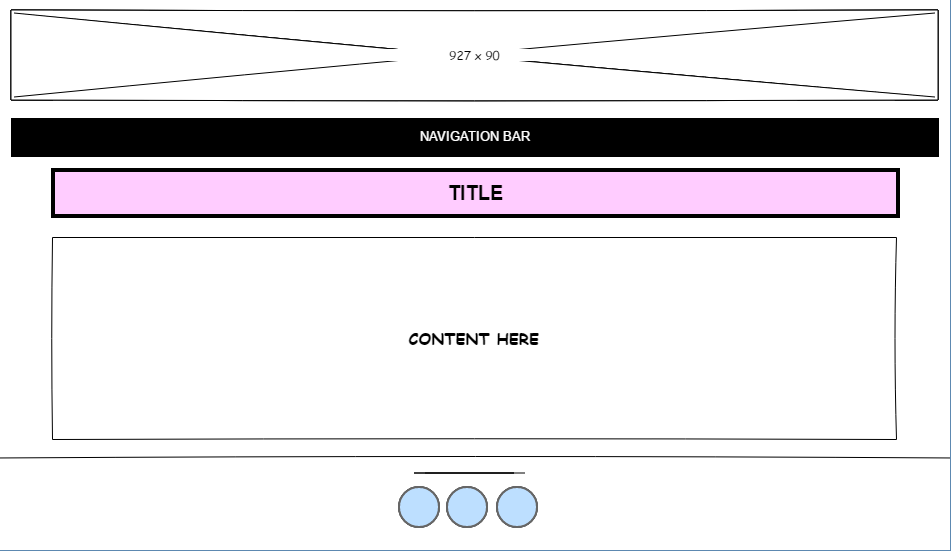 927 x 90
NAVIGATION BAR
TITLE
CONTENT HERE